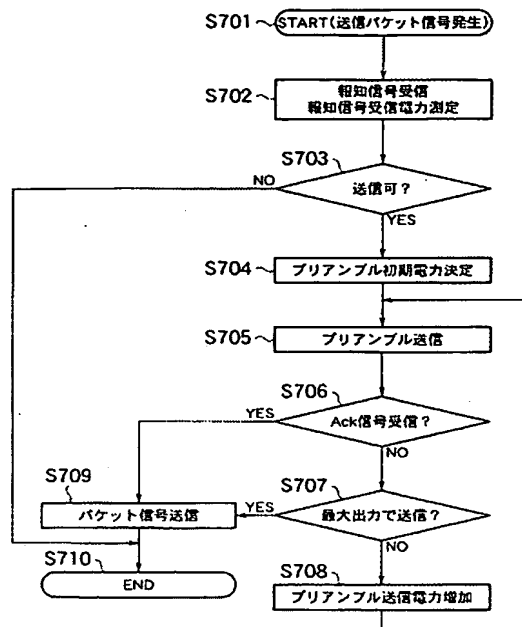 S701
START(送信パケット信号発生)
S702
報知信号受信
報知信号受信電力測定
S703
NO
送信可?
YES
S704
プリアンブル初期電力決定
S705
プリアンブル送信
S706
YES
Ack信号受信?
NO
S709
パケット信号送信
S707
YES
最大出力で送信?
NO
S710
END
S708
プリアンブル送信電力増加